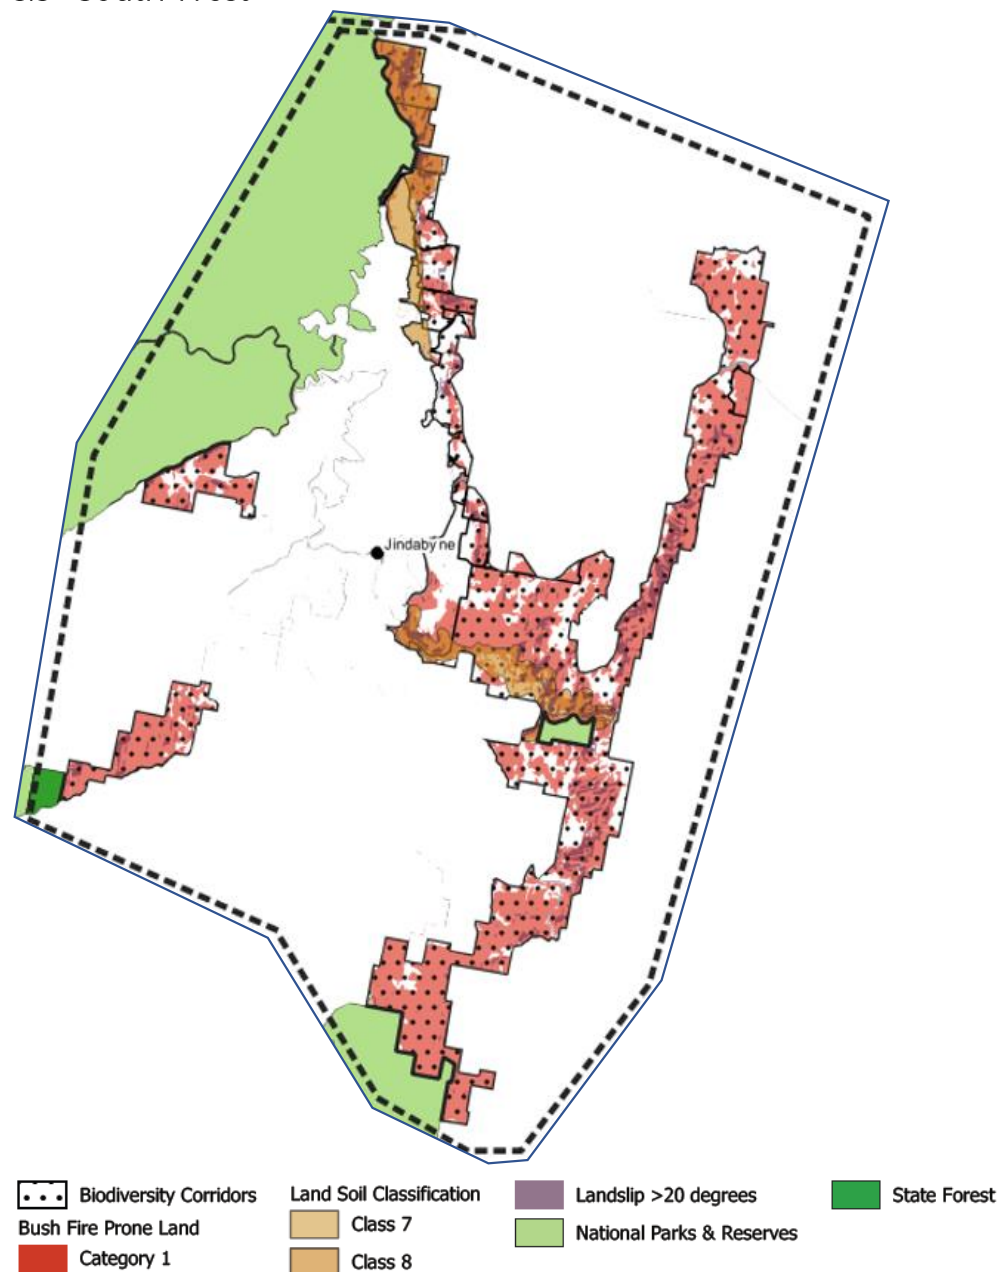 Jindabyne
Biodiversity Corridors
Bush Fire Prone Land
Category 1
Land Soil Classification
Class 7
Class 8
Landslip >20 degrees
National Parks & Reserves
State Forest